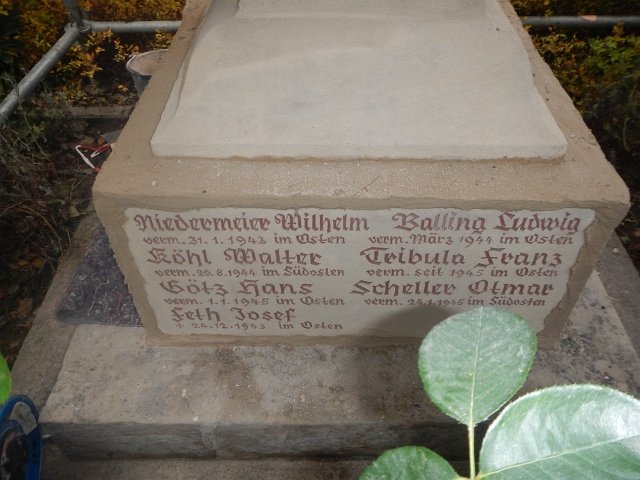 Niedermeier Wilhelm
verm. 31.1.1943 im Osten
Köhl Walter
verm. 20.8.1944 im Südosten
Götz Hans
verm. 1.1.1945 im Osten
Feth Josef
† 24.12.1943 im Osten
Balling Ludwig
verm. März 1944 im Osten
Tribula Franz
verm. seit 1945 im Osten
Scheller Otmar
verm. 24.1.1945 im Südosten